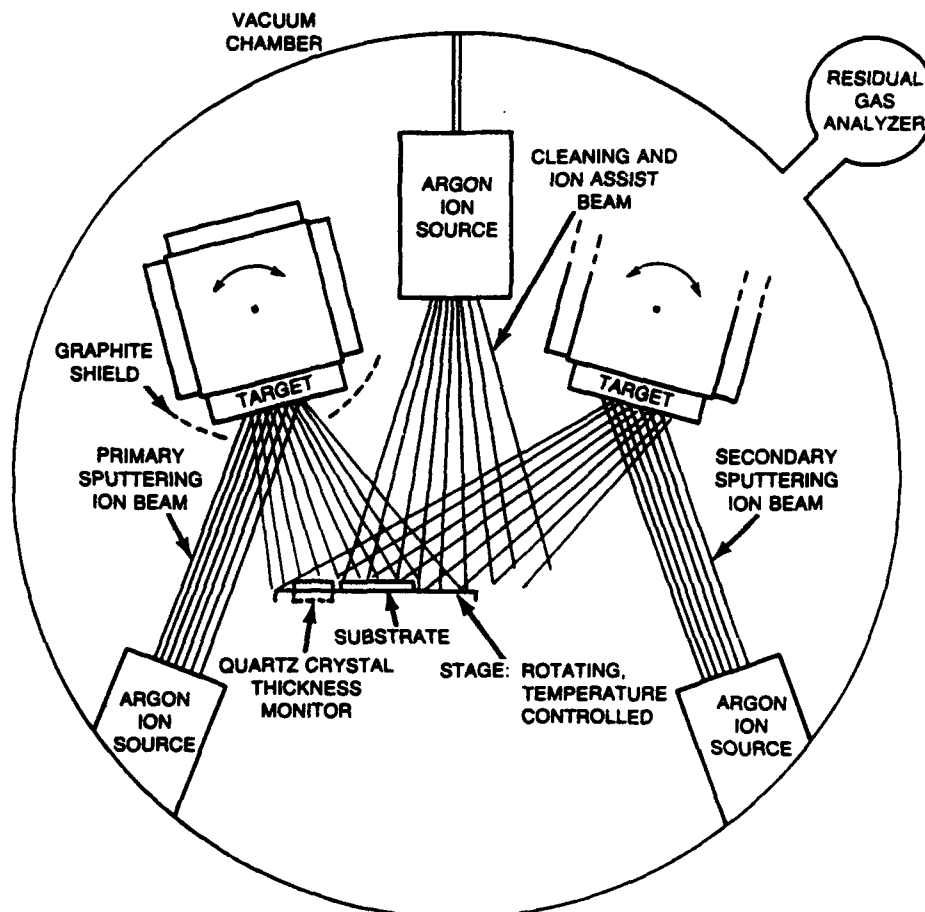 VACUUM
CHAMBER
RESIDUAL
GAS
ANALYZER
CLEANING AND
ION ASSIST
BEAM
ARGON
ION
SOURCE
GRAPHITE
SHIELD
TARGET
TARGET
PRIMARY
SPUTTERING
ION BEAM
SECONDARY
SPUTTERING
ION BEAM
SUBSTRATE
QUARTZ CRYSTAL
THICKNESS
MONITOR
STAGE: ROTATING,
TEMPERATURE
CONTROLLED
ARGON
ION
SOURCE
ARGON
ION
SOURCE